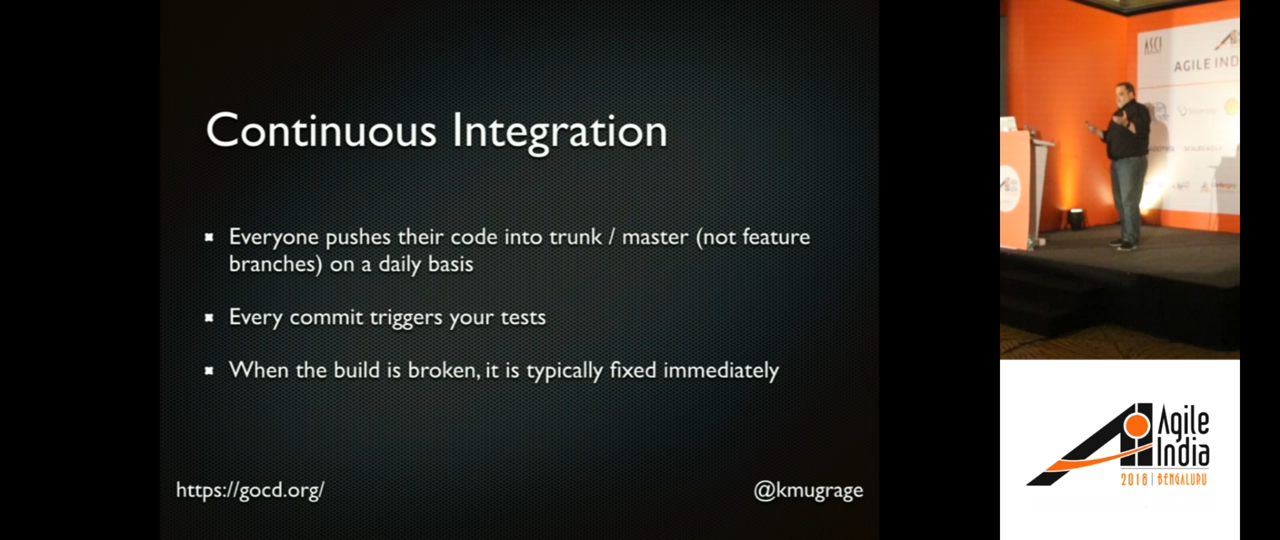 Continuous Integration
Everyone pushes their code into trunk / master (not feature
branches) on a daily basis
Every commit triggers your tests
When the build is broken, it is typically fixed immediately
https://gocd.org/
@kmugrage
ASCI
AGILE IND
Agile
India
2018 | BENGALURU